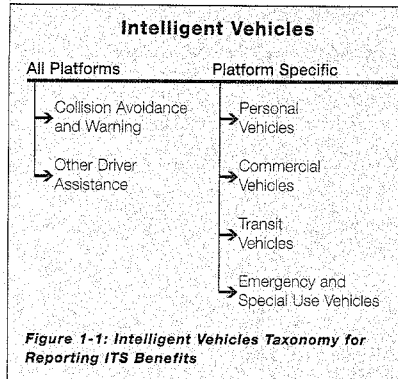 Intelligent Vehicles
All Platforms
Collision Avoidance
and Warning
Other Driver
Assistance
Platform Specific
Personal
Vehicles
Commercial
Vehicles
Transit
Vehicles
Emergency and
Special Use Vehicles
Figure 1-1: Intelligent Vehicles Taxonomy for
Reporting ITS Benefits